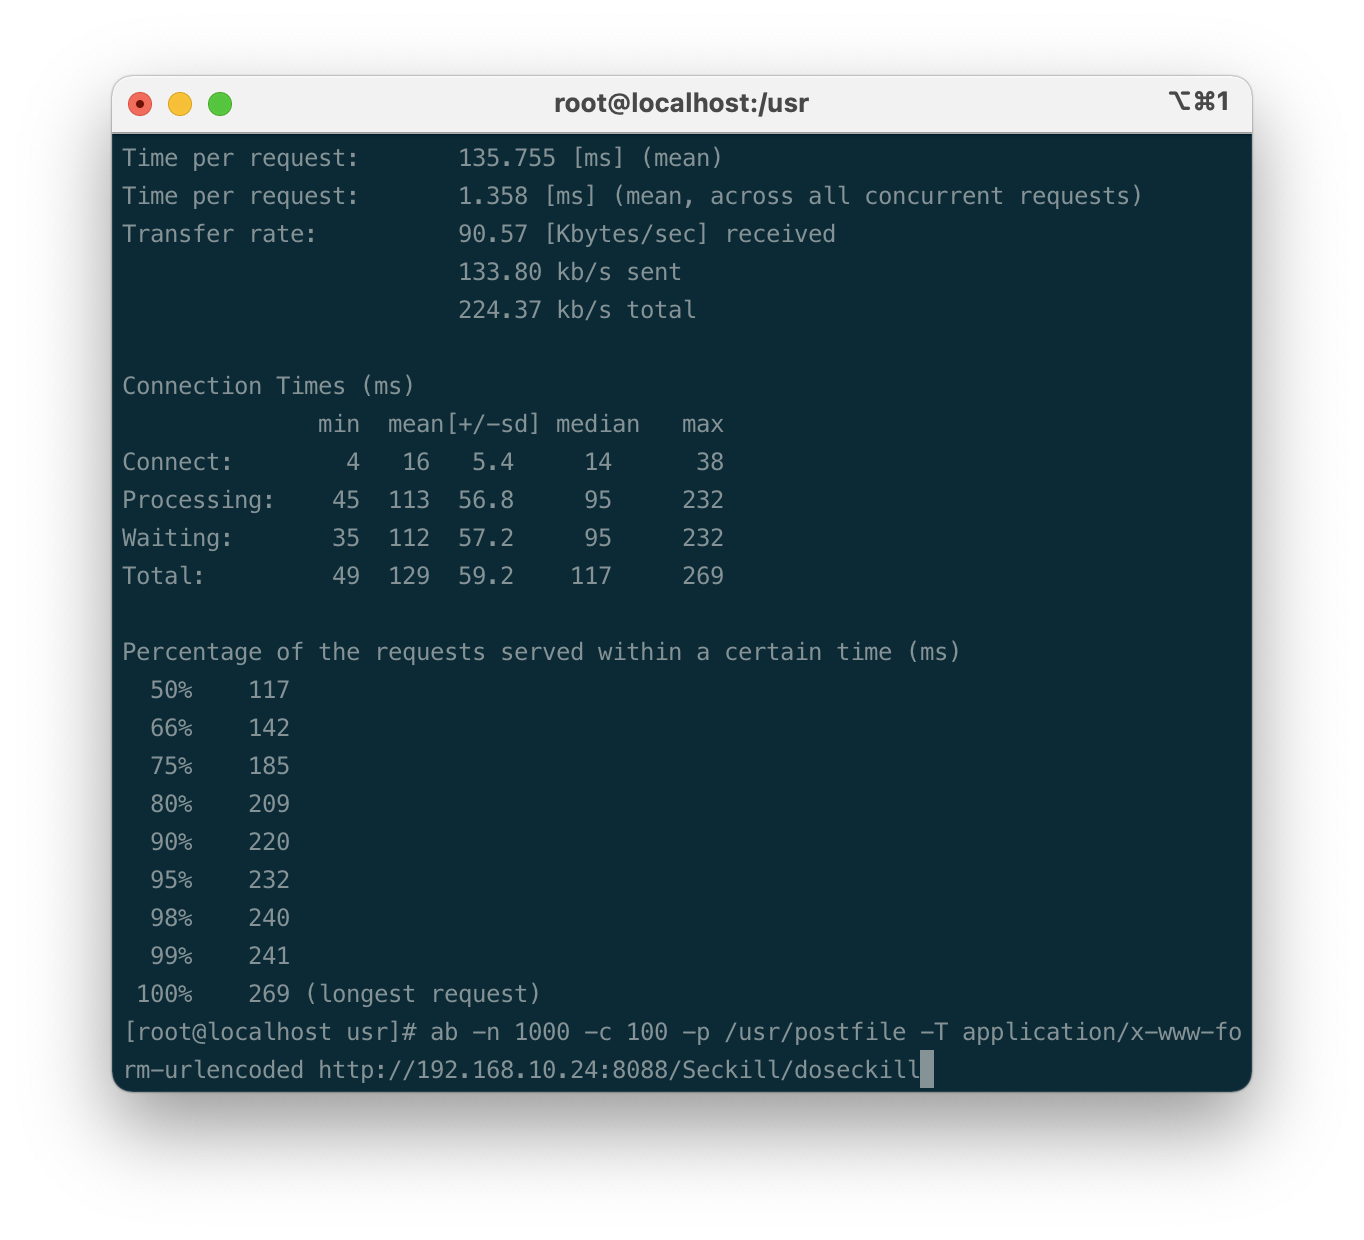 root@localhost:/usr ⌥⌘1
Time per request:       135.755 [ms] (mean)
Time per request:       1.358 [ms] (mean, across all concurrent requests)
Transfer rate:          90.57 [Kbytes/sec] received
                        133.80 kb/s sent
                        224.37 kb/s total
Connection Times (ms)
              min  mean[+/-sd] median   max
Connect:        4   16   5.4     14      38
Processing:    45  113  56.8     95     232
Waiting:       35  112  57.2     95     232
Total:         49  129  59.2    117     269
Percentage of the requests served within a certain time (ms)
  50%    117
  66%    142
  75%    185
  80%    209
  90%    220
  95%    232
  98%    240
  99%    241
 100%    269 (longest request)
[root@localhost usr]# ab -n 1000 -c 100 -p /usr/postfile -T application/x-www-fo
rm-urlencoded http://192.168.10.24:8088/Seckill/doseckill